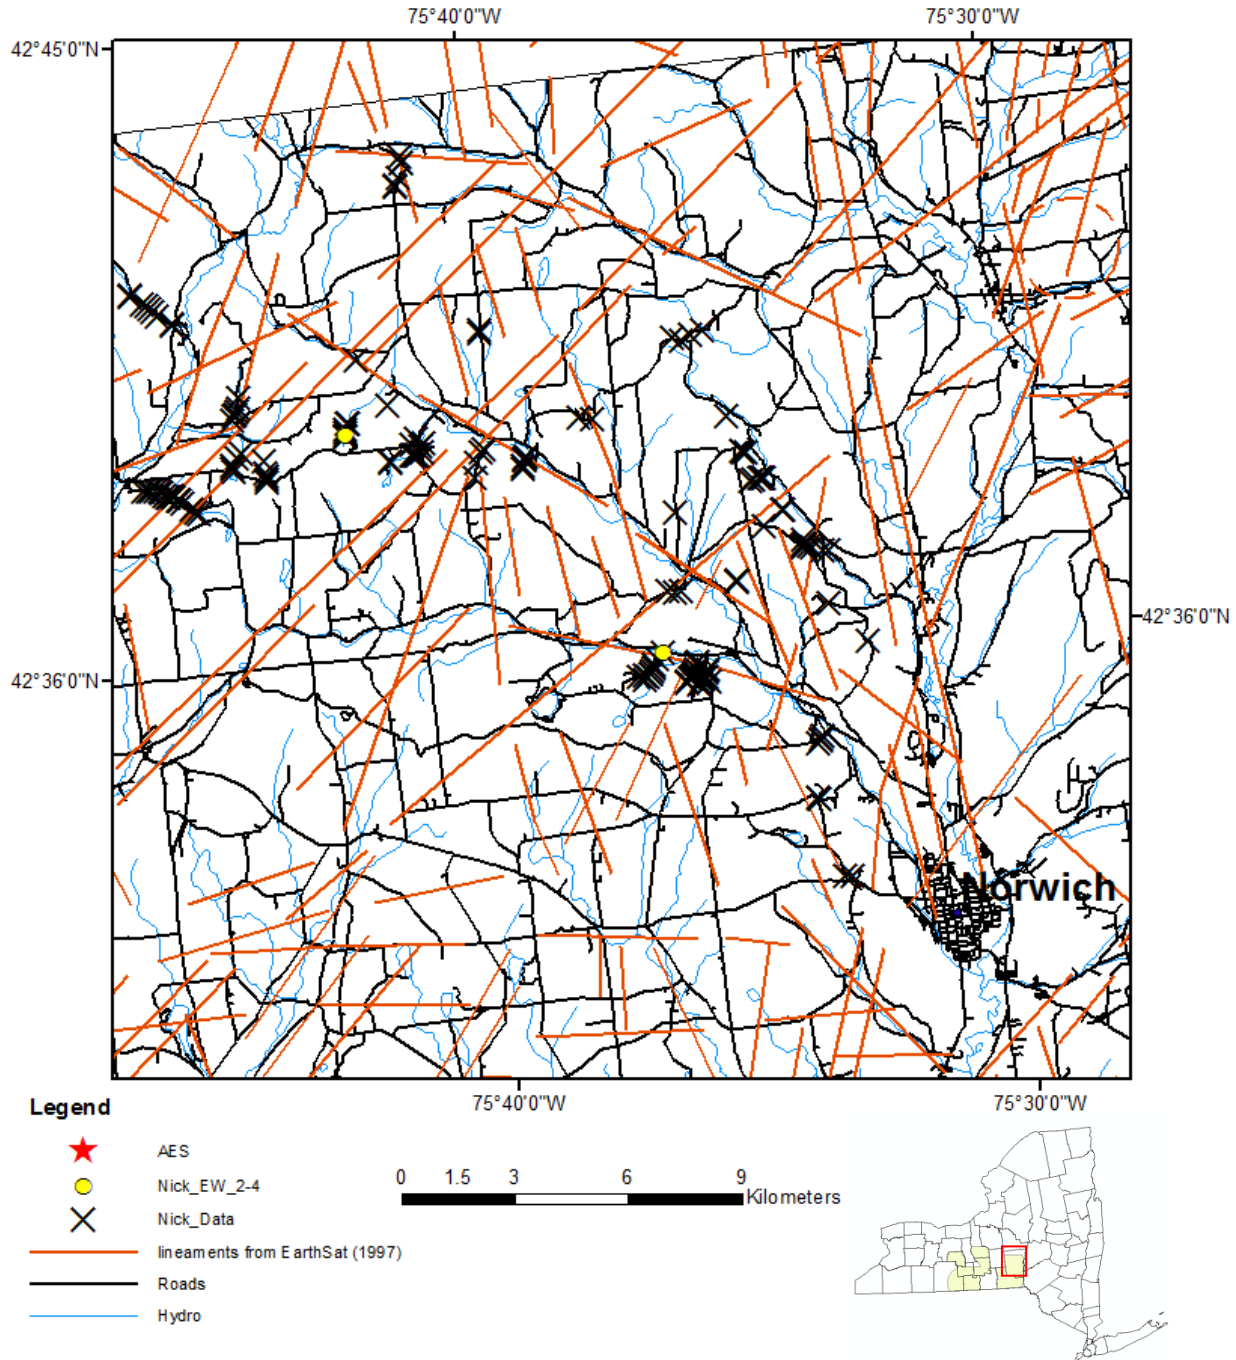 75°40'0"W 75°30'0"W
42°45'0"N
42°36'0"N
42°36'0"N
Norwich
75°40'0"W 75°30'0"W
Legend
AES
Nick_EW_2-4
Nick_Data
lineaments from EarthSat (1997)
Roads
Hydro
0 1.5 3 6 9
Kilometers